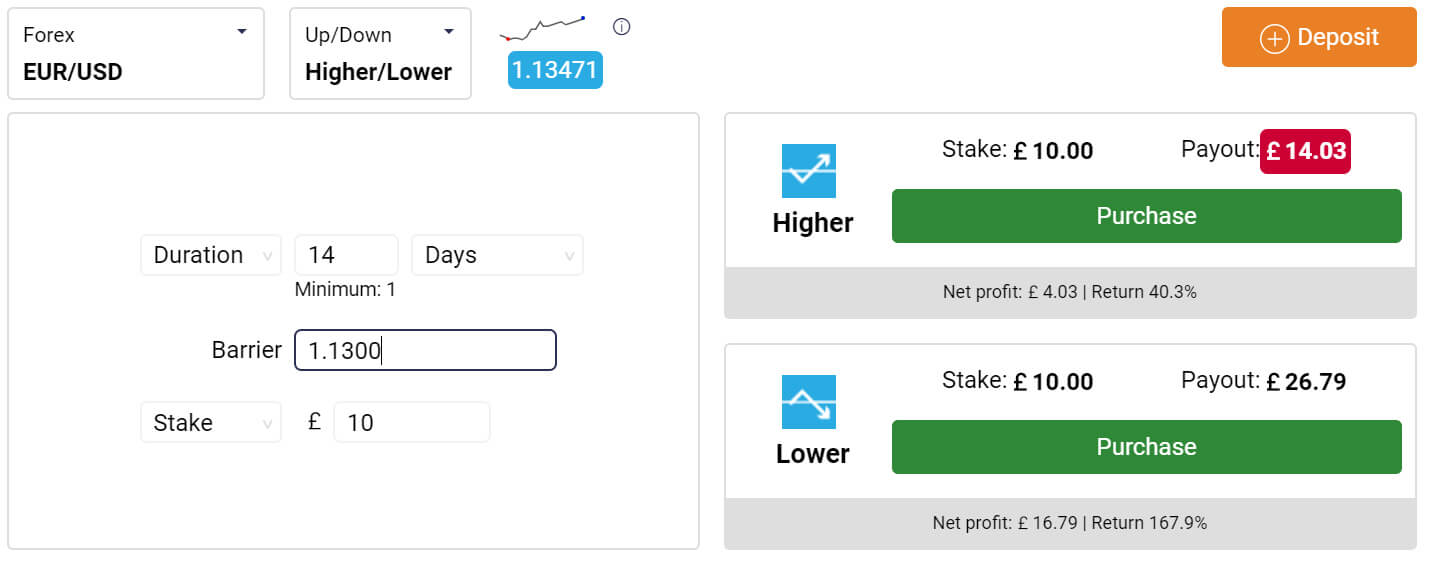 Forex
EUR/USD
Up/Down
Higher/Lower
1.13471
Deposit
Duration 14 Days
Minimum: 1
Barrier 1.1300
Stake £ 10
Higher
Stake: £ 10.00 Payout: £ 14.03
Purchase
Net profit: £ 4.03 | Return 40.3%
Lower
Stake: £ 10.00 Payout: £ 26.79
Purchase
Net profit: £ 16.79 | Return 167.9%